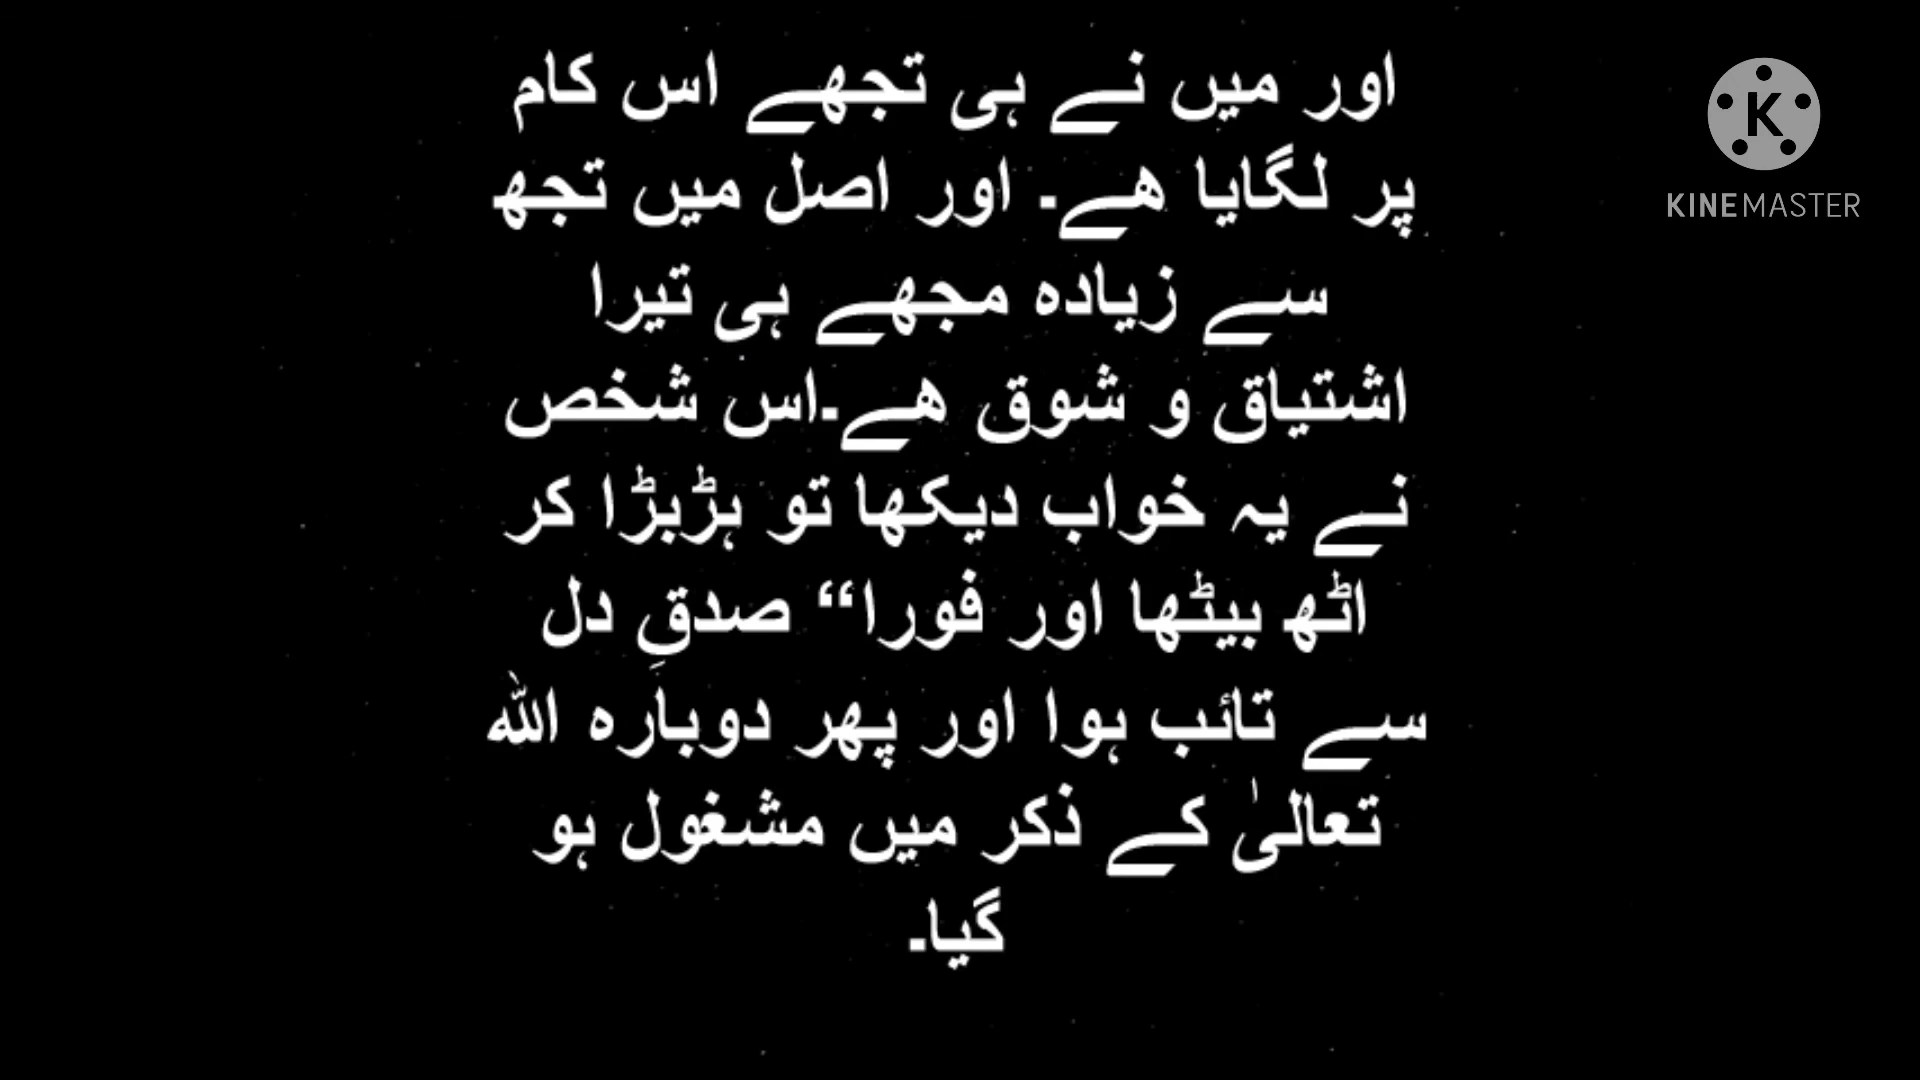 اور میں نے ہی تجھے اس کام
پر لگایا ھے۔ اور اصل میں تجھ
سے زیادہ مجھے ہی تیرا
اشتیاق و شوق ھے۔اس شخص
نے یہ خواب دیکھا تو ہڑبڑا کر
اٹھ بیٹھا اور فورا“ صدقِ دل
سے تائب ہوا اور پھر دوبارہ اللہ
تعالیٰ کے ذکر میں مشغول ہو
گیا۔
K
KINEMASTER